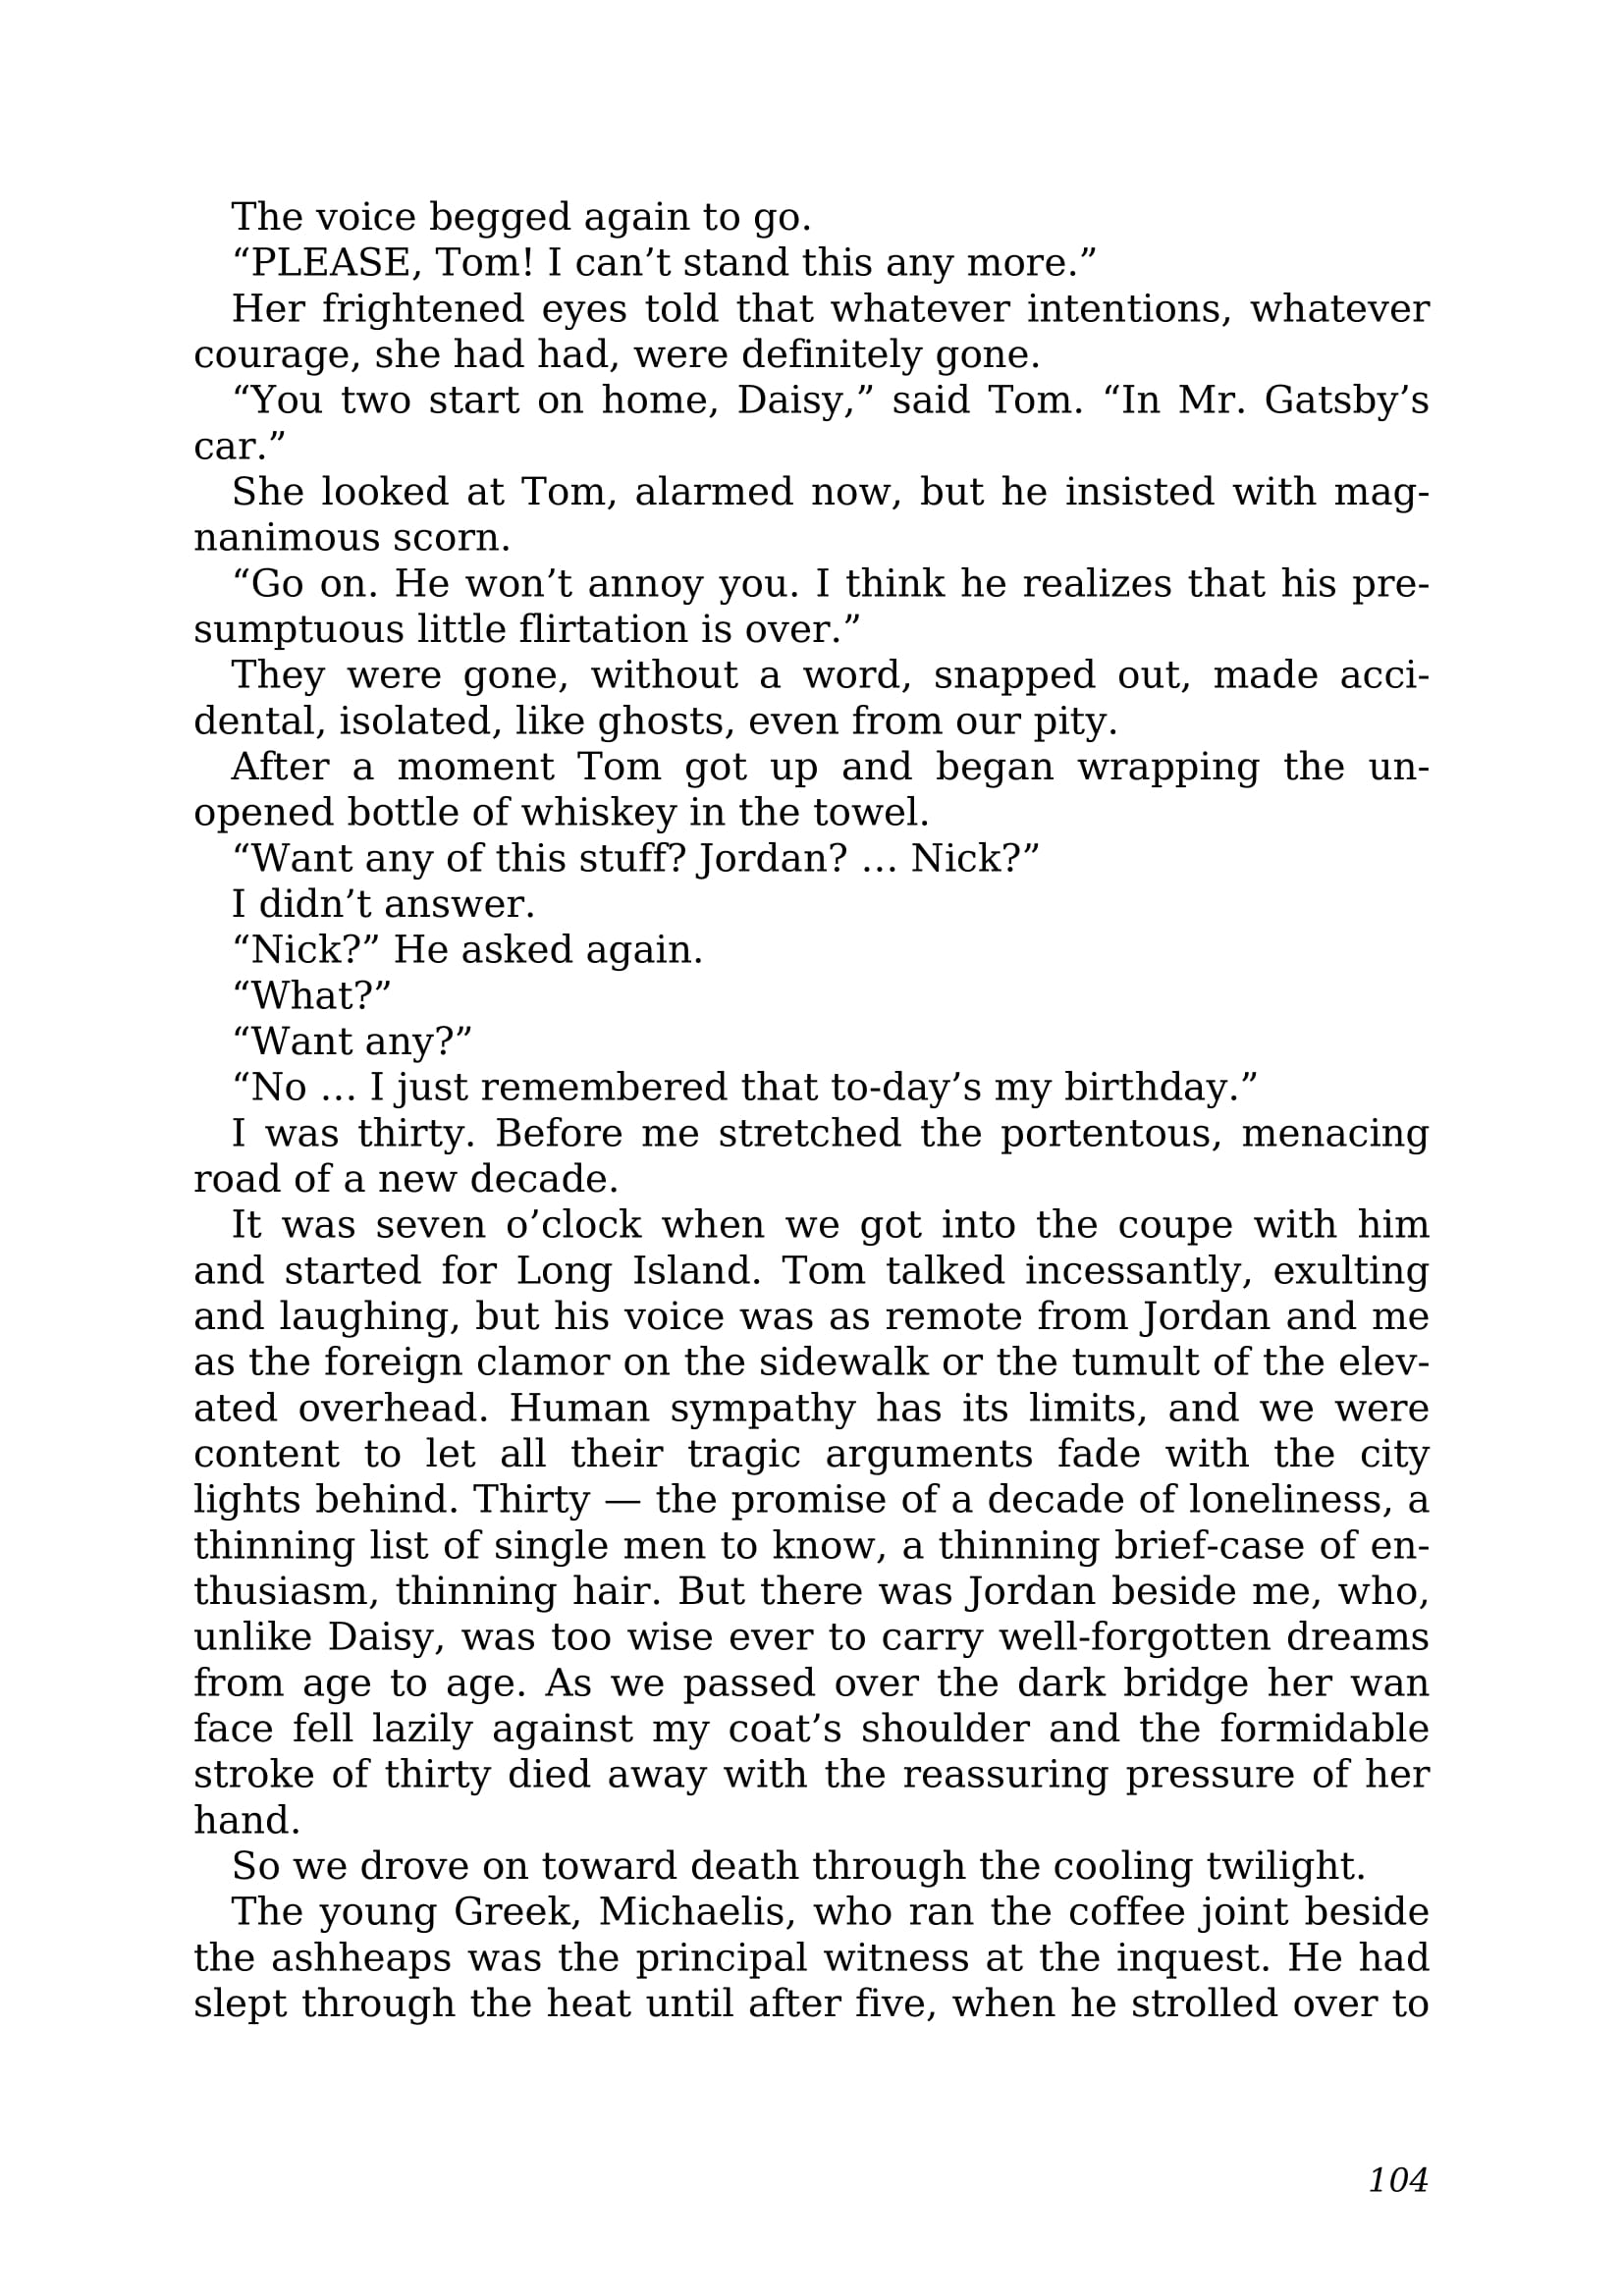 The voice begged again to go.
“PLEASE, Tom! I can’t stand this any more.”
Her frightened eyes told that whatever intentions, whatever
courage, she had had, were definitely gone.
“You two start on home, Daisy,” said Tom. “In Mr. Gatsby’s
car.”
She looked at Tom, alarmed now, but he insisted with mag-
nanimous scorn.
“Go on. He won’t annoy you. I think he realizes that his pre-
sumptuous little flirtation is over.”
They were gone, without a word, snapped out, made acci-
dental, isolated, like ghosts, even from our pity.
After a moment Tom got up and began wrapping the un-
opened bottle of whiskey in the towel.
“Want any of this stuff? Jordan? … Nick?”
I didn’t answer.
“Nick?” He asked again.
“What?”
“Want any?”
“No … I just remembered that to-day’s my birthday.”
I was thirty. Before me stretched the portentous, menacing
road of a new decade.
It was seven o’clock when we got into the coupe with him
and started for Long Island. Tom talked incessantly, exulting
and laughing, but his voice was as remote from Jordan and me
as the foreign clamor on the sidewalk or the tumult of the elev-
ated overhead. Human sympathy has its limits, and we were
content to let all their tragic arguments fade with the city
lights behind. Thirty — the promise of a decade of loneliness, a
thinning list of single men to know, a thinning brief-case of en-
thusiasm, thinning hair. But there was Jordan beside me, who,
unlike Daisy, was too wise ever to carry well-forgotten dreams
from age to age. As we passed over the dark bridge her wan
face fell lazily against my coat’s shoulder and the formidable
stroke of thirty died away with the reassuring pressure of her
hand.
So we drove on toward death through the cooling twilight.
The young Greek, Michaelis, who ran the coffee joint beside
the ashheaps was the principal witness at the inquest. He had
slept through the heat until after five, when he strolled over to
104